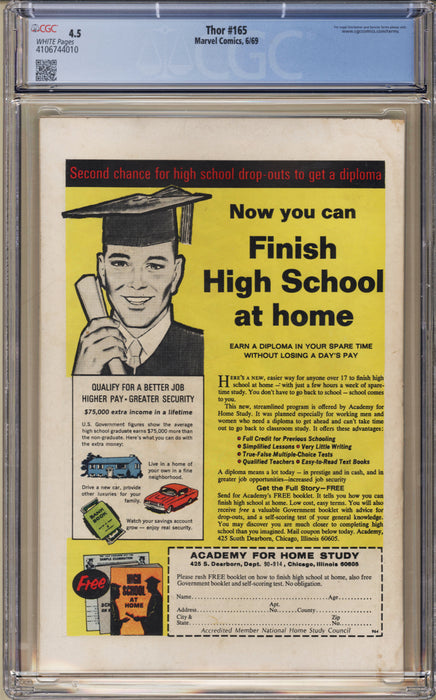 CGC
4.5
WHITE Pages
4106744010
Thor #165
Marvel Comics, 6/69
www.cgccomics.com/terms
Second chance for high school drop-outs to get a diploma
Now you can
Finish
High School
at home
EARN A DIPLOMA IN YOUR SPARE TIME
WITHOUT LOSING A DAY'S PAY
QUALIFY FOR A BETTER JOB
HIGHER PAY • GREATER SECURITY
$75,000 extra income in a lifetime
U.S. Government figures show the average
high school graduate earns $75,000 more than
the non-graduate. Here's what you can do with
the extra money:
Live in a home of
your own in a fine
neighborhood.
Drive a new car, provide
other luxuries for your
family.
BANK
BOOK
Watch your savings account
grow — enjoy real security.
HERE'S A NEW, easier way for anyone over 17 to finish high
school at home — with just a few hours a week of spare-
time study. You don't have to go back to school — school comes
to you.
This new, streamlined program is offered by Academy for
Home Study. It was planned especially for working men and
women who need a diploma to get ahead and can't take time
out to go back to classroom study. It offers these advantages:
Full Credit for Previous Schooling
Simplified Lessons Very Little Writing
True-False Multiple-Choice Tests
Qualified Teachers Easy-to-Read Text Books
A diploma means a lot today — in prestige and in cash, and in
greater job opportunities—increased job security
Get the Full Story—FREE
Send for Academy's FREE booklet. It tells you how you can
finish high school at home. Low cost, easy terms. You will also
receive free a valuable Government booklet with advice for
drop-outs, and a self-scoring test of your general knowledge.
You may discover you are much closer to completing high
school than you imagined. Mail coupon below today. Academy,
425 South Dearborn, Chicago, Illinois 60605.
Free
HIGH
SCHOOL
AT
HOME
ACADEMY FOR HOME STUDY
425 S. Dearborn, Dept. 90-914, Chicago, Illinois 60605
Please rush FREE booklet on how to finish high school at home, also free
Government booklet and self-scoring test. No obligation.
Name Age
Apt.
Address No. County
City & Zip
State No.
Accredited Member National Home Study Council
964